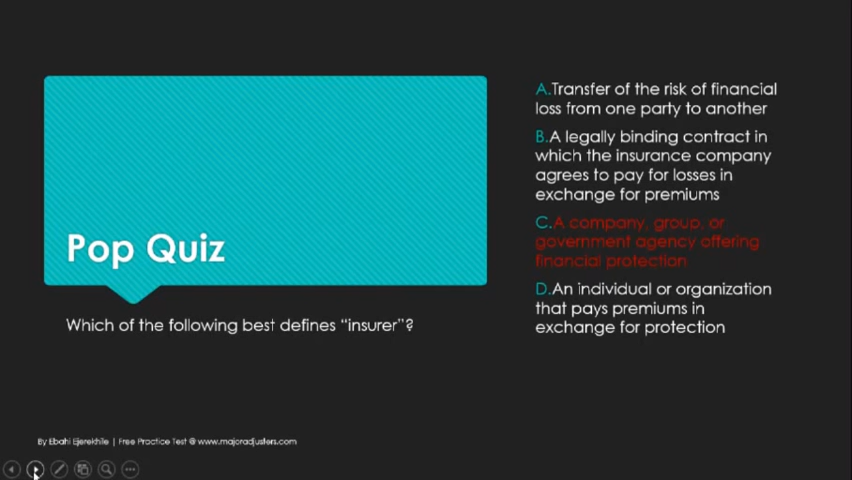 Pop Quiz
Which of the following best defines “insurer”?
A.Transfer of the risk of financial
loss from one party to another
B.A legally binding contract in
which the insurance company
agrees to pay for losses in
exchange for premiums
C.A company, group, or
government agency offering
financial protection
D.An individual or organization
that pays premiums in
exchange for protection
By Ebahi Ejerekhile | Free Practice Test @ www.majoradjusters.com